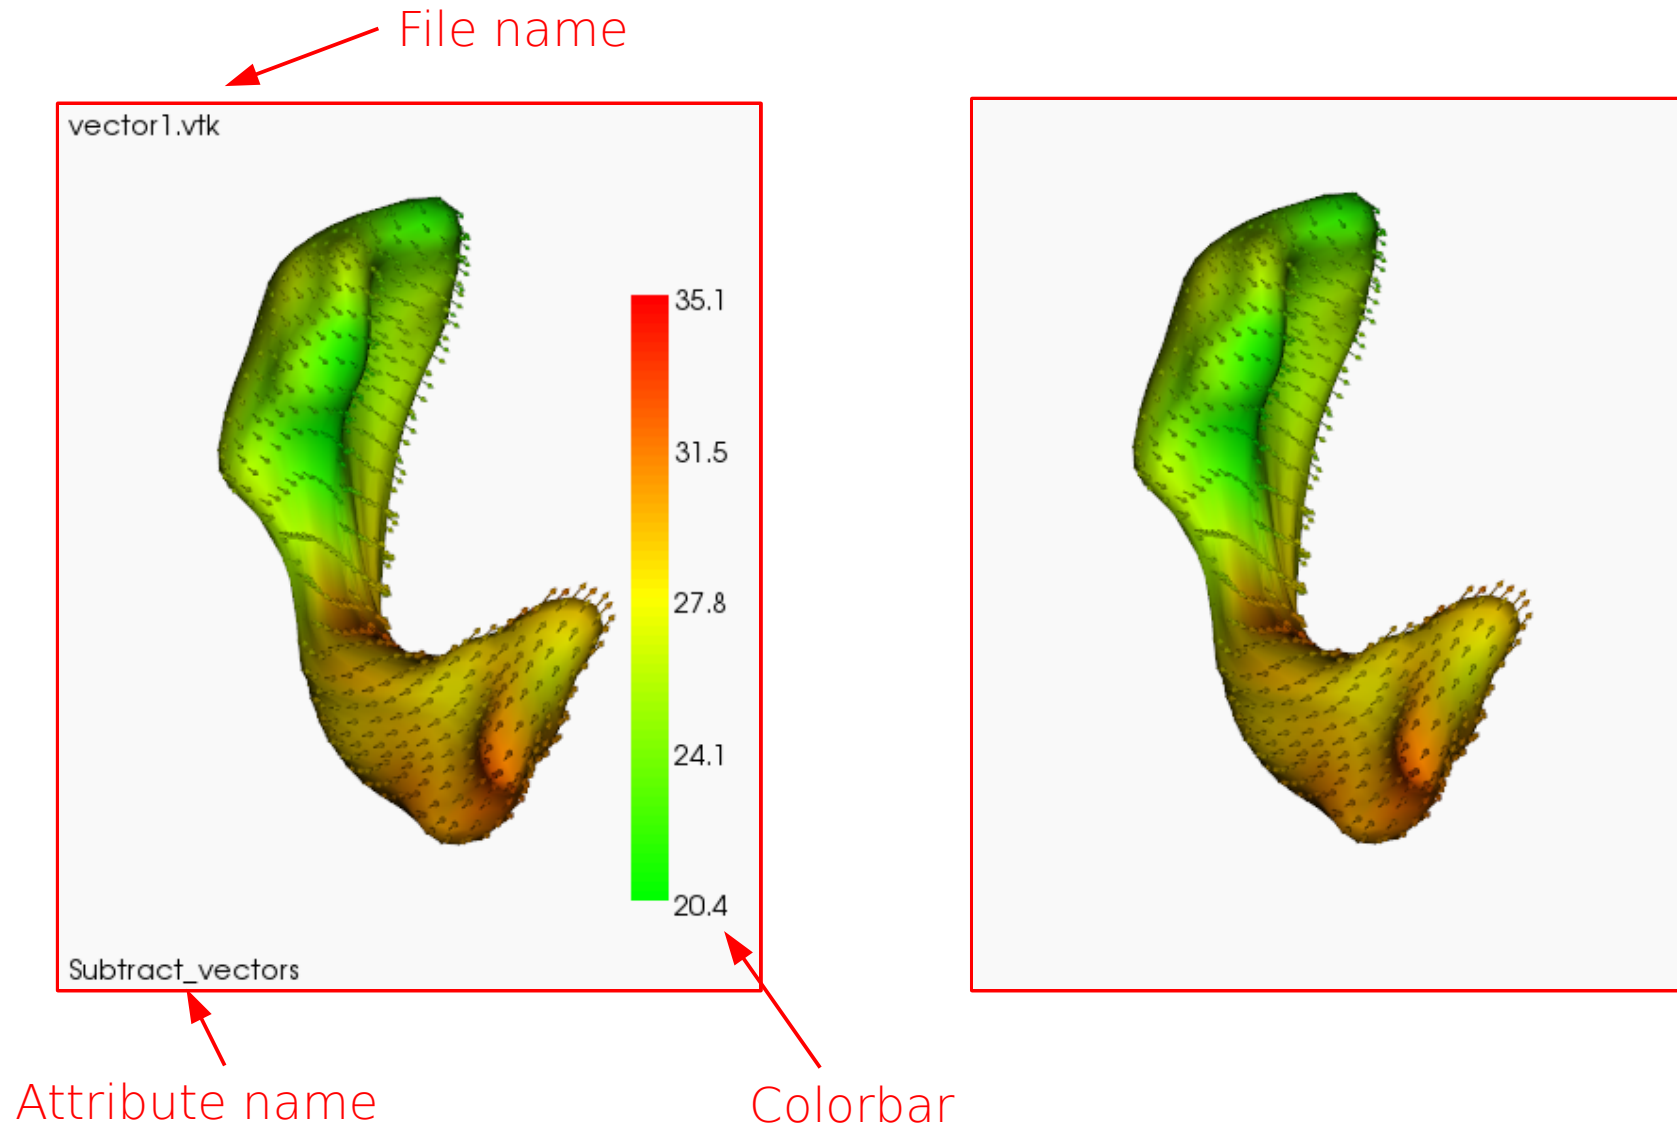 File name
vector1.vtk
35.1
31.5
27.8
24.1
20.4
Subtract_vectors
Attribute name
Colorbar